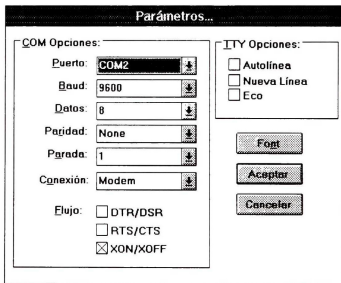 Parámetros...
COM Opciones:
Puerto: COM2
Baud: 9600
Datos: 8
Paridad: None
Parada: 1
Conexión: Modem
Flujo: DTR/DSR
RTS/CTS
XON/XOFF
TTY Opciones:
Autolínea
Nueva Línea
Eco
Font
Aceptar
Cancelar